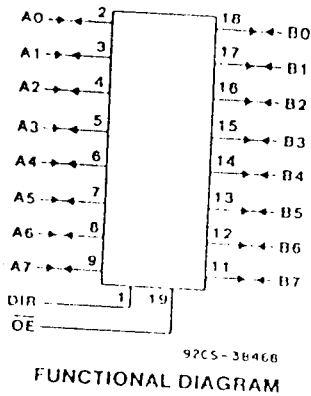 A0 2 18 B0
A1 3 17 B1
A2 4 16 B2
A3 5 15 B3
A4 6 14 B4
A5 7 13 B5
A6 8 12 B6
A7 9 11 B7
DIR 1 19
OE
92CS-38468
FUNCTIONAL DIAGRAM